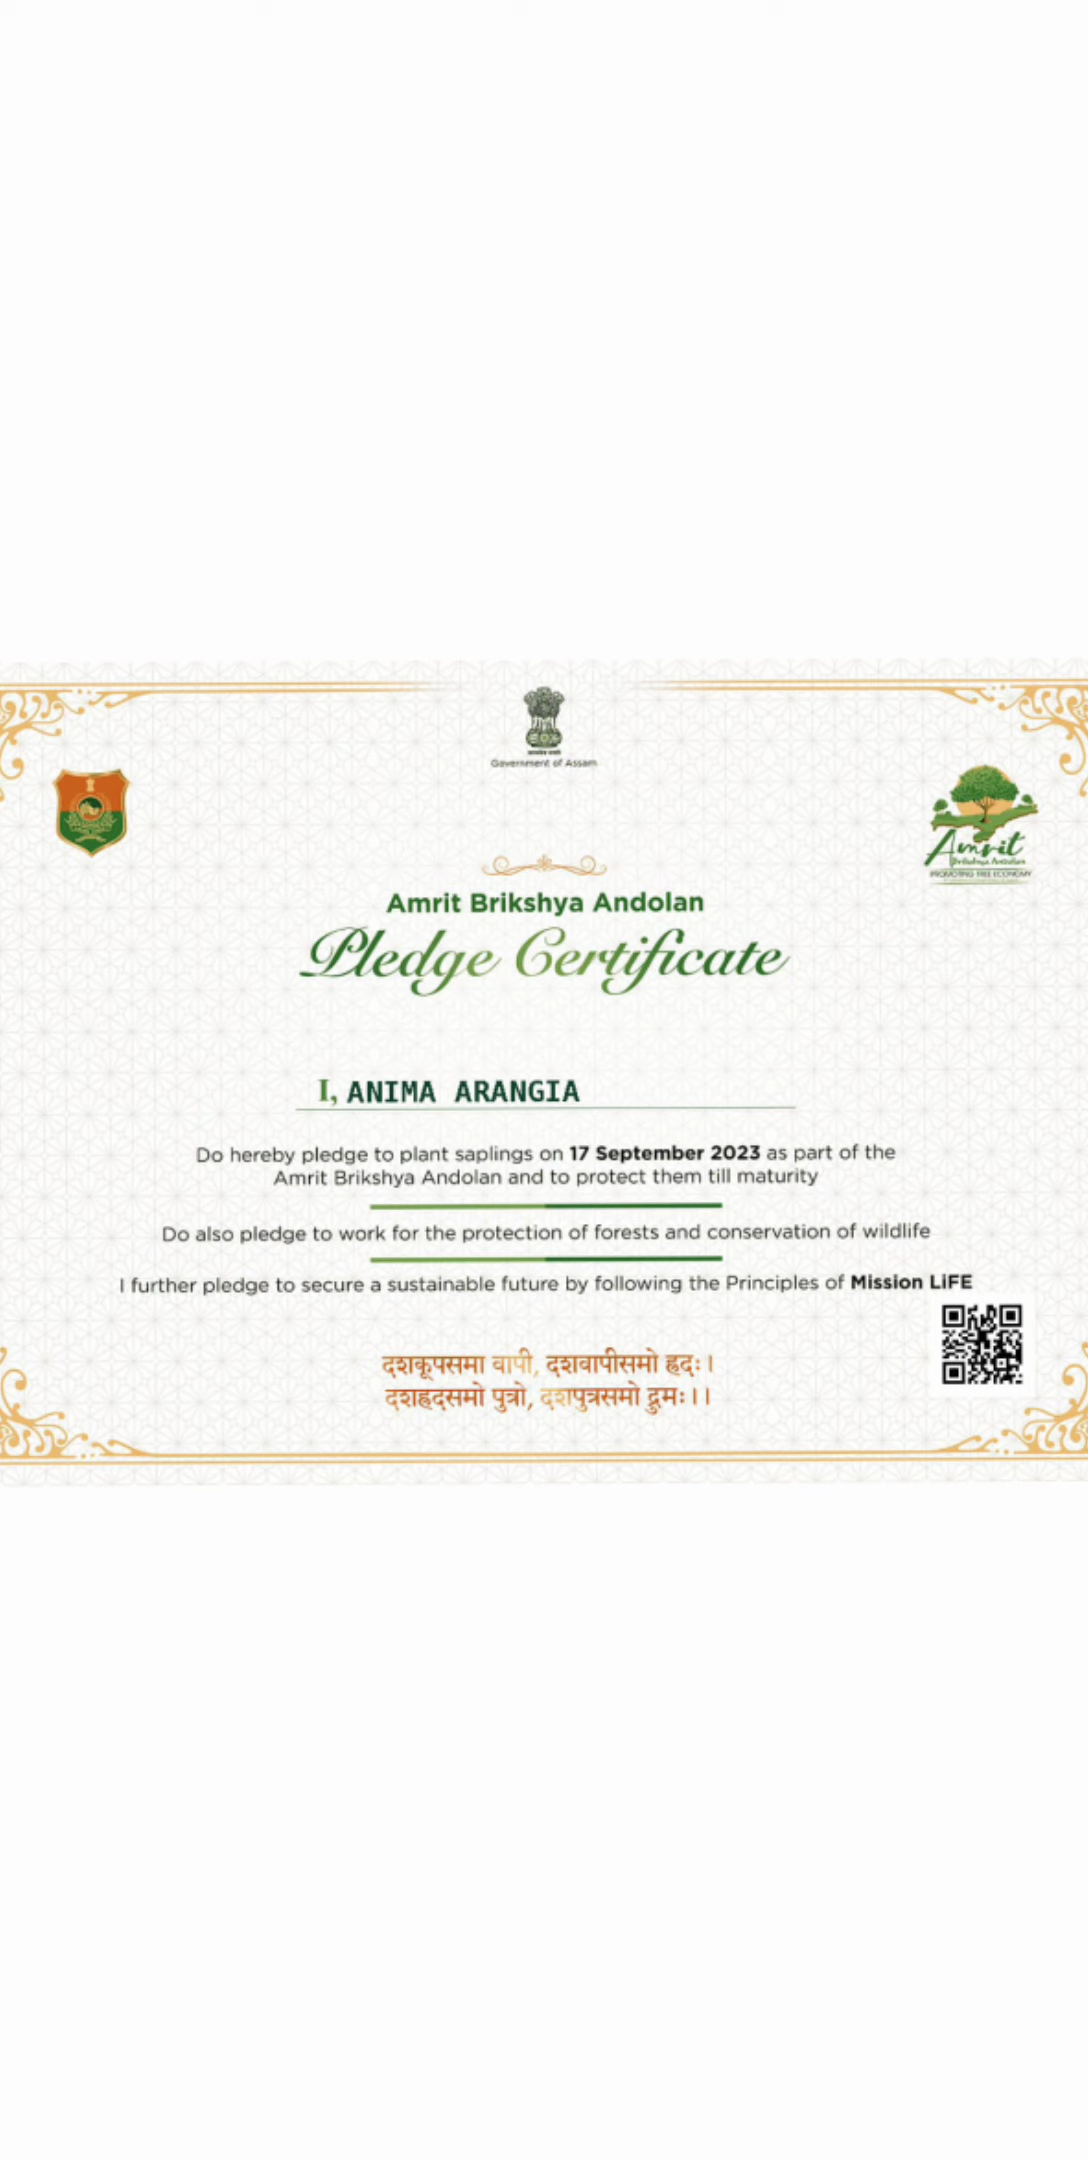 Government of Assam
Amrit
Brikshya Andolan
Amrit Brikshya Andolan
Pledge Certificate
I, ANIMA ARANGIA
Do hereby pledge to plant saplings on 17 September 2023 as part of the
Amrit Brikshya Andolan and to protect them till maturity
Do also pledge to work for the protection of forests and conservation of wildlife
I further pledge to secure a sustainable future by following the Principles of Mission LiFE
दशकूपसमा वापी, दशवापीसमो ह्रदः।
दशह्रदसमो पुत्रो, दशपुत्रसमो द्रुमः।।